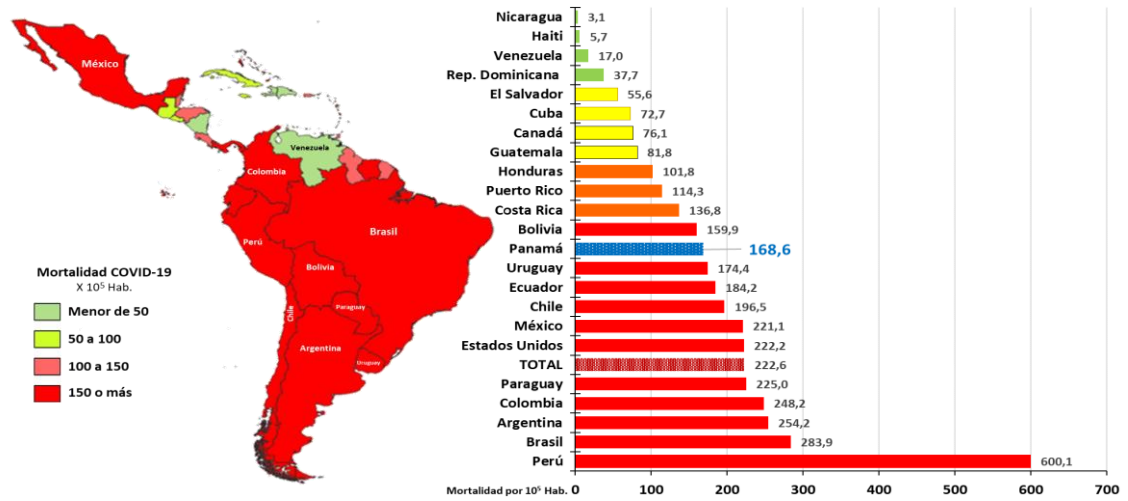 México
Venezuela
Colombia
Perú
Brasil
Bolivia
Paraguay
Chile
Argentina
Uruguay
Mortalidad COVID-19
X 10⁵ Hab.
Menor de 50
50 a 100
100 a 150
150 o más
Nicaragua 3,1
Haiti 5,7
Venezuela 17,0
Rep. Dominicana 37,7
El Salvador 55,6
Cuba 72,7
Canadá 76,1
Guatemala 81,8
Honduras 101,8
Puerto Rico 114,3
Costa Rica 136,8
Bolivia 159,9
Panamá 168,6
Uruguay 174,4
Ecuador 184,2
Chile 196,5
México 221,1
Estados Unidos 222,2
TOTAL 222,6
Paraguay 225,0
Colombia 248,2
Argentina 254,2
Brasil 283,9
Perú 600,1
Mortalidad por 10⁵ Hab. 0 100 200 300 400 500 600 700